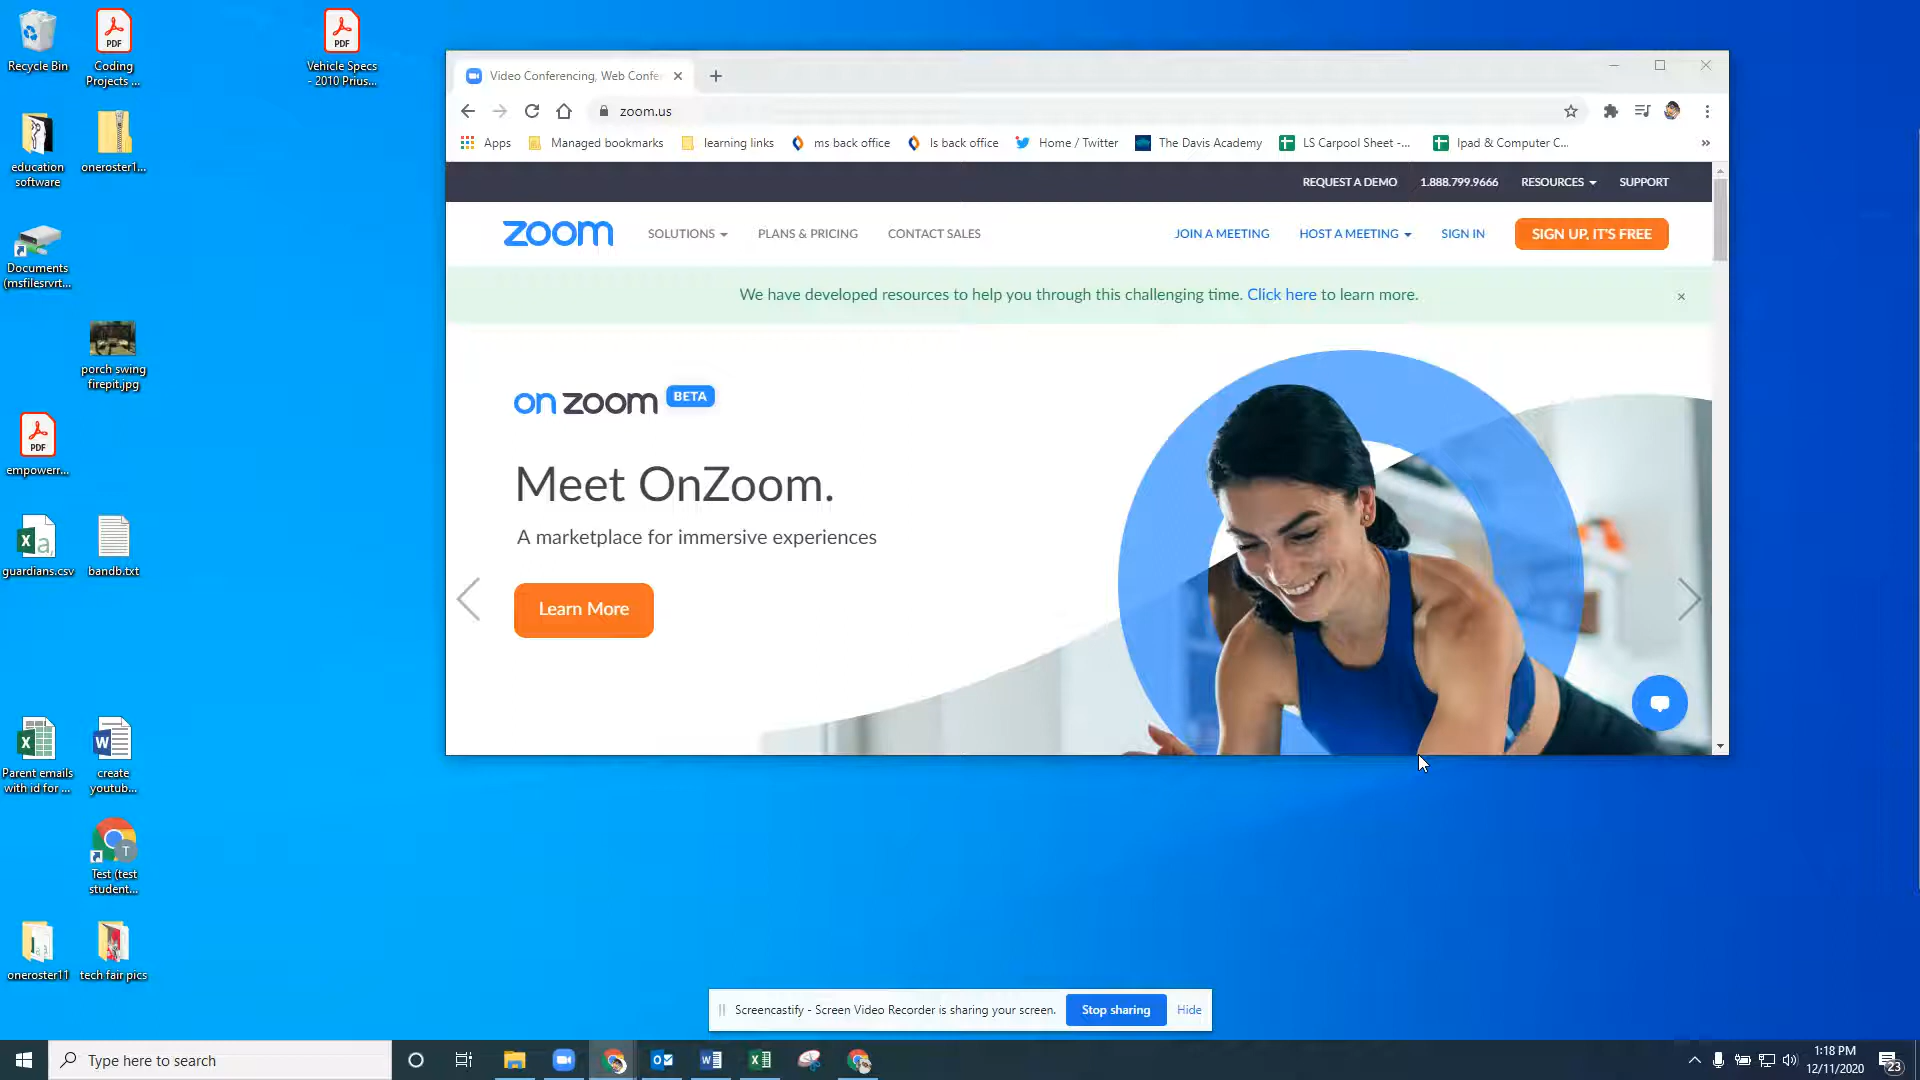 Recycle Bin
Coding
Projects ...
Vehicle Specs
- 2010 Prius...
education
software
oneroster1...
Documents
(msfilesrvrt...
porch swing
firepit.jpg
empowerr...
guardians.csv
bandb.txt
Parent emails
with id for ...
create
youtub...
Test (test
student...
oneroster11
tech fair pics
Video Conferencing, Web Confe
zoom.us
Apps
Managed bookmarks
learning links
ms back office
ls back office
Home / Twitter
The Davis Academy
LS Carpool Sheet -...
Ipad & Computer C...
REQUEST A DEMO
1.888.799.9666
RESOURCES
SUPPORT
zoom
SOLUTIONS
PLANS & PRICING
CONTACT SALES
JOIN A MEETING
HOST A MEETING
SIGN IN
SIGN UP, IT'S FREE
We have developed resources to help you through this challenging time. Click here to learn more.
on zoom BETA
Meet OnZoom.
A marketplace for immersive experiences
Learn More
Screencastify - Screen Video Recorder is sharing your screen.
Stop sharing
Hide
Type here to search
1:18 PM
12/11/2020
23